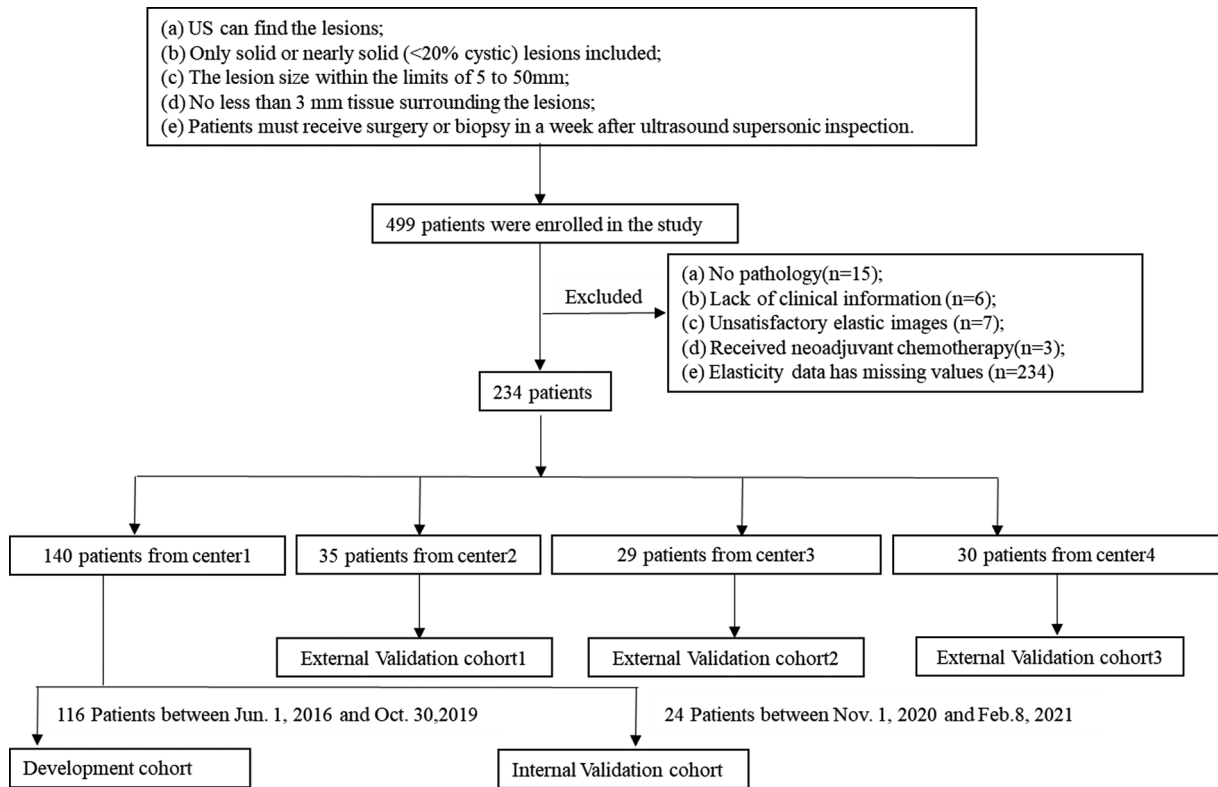 (a) US can find the lesions;
(b) Only solid or nearly solid (<20% cystic) lesions included;
(c) The lesion size within the limits of 5 to 50mm;
(d) No less than 3 mm tissue surrounding the lesions;
(e) Patients must receive surgery or biopsy in a week after ultrasound supersonic inspection.
499 patients were enrolled in the study
Excluded
(a) No pathology(n=15);
(b) Lack of clinical information (n=6);
(c) Unsatisfactory elastic images (n=7);
(d) Received neoadjuvant chemotherapy(n=3);
(e) Elasticity data has missing values (n=234)
234 patients
140 patients from center1
35 patients from center2
29 patients from center3
30 patients from center4
External Validation cohort1
External Validation cohort2
External Validation cohort3
116 Patients between Jun. 1, 2016 and Oct. 30,2019
24 Patients between Nov. 1, 2020 and Feb.8, 2021
Development cohort
Internal Validation cohort